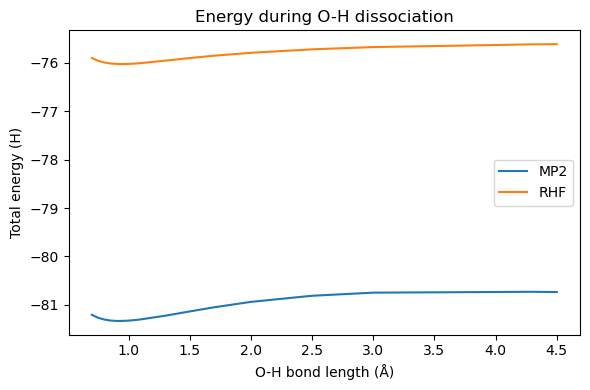 Energy during O-H dissociation
Total energy (H)
−76
−77
−78
−79
−80
−81
MP2
RHF
1.0 1.5 2.0 2.5 3.0 3.5 4.0 4.5
O-H bond length (Å)